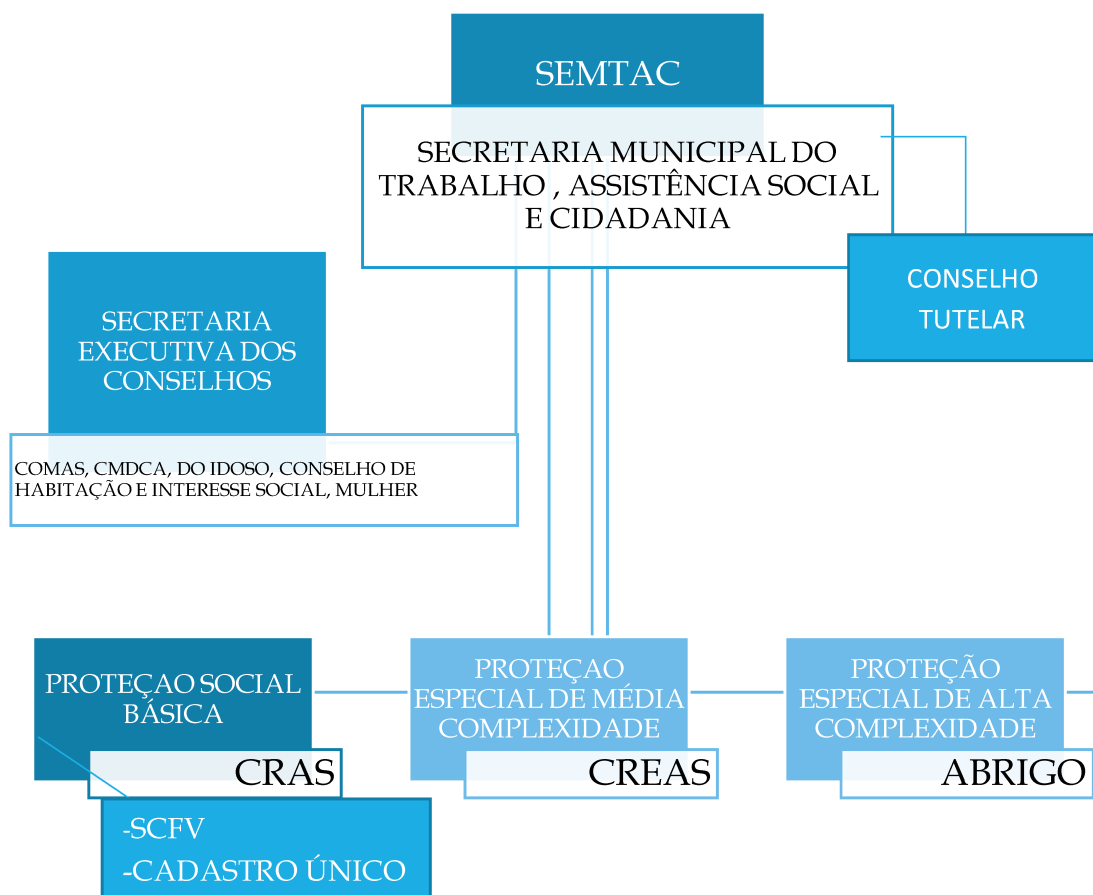 SEMTAC
SECRETARIA MUNICIPAL DO
TRABALHO , ASSISTÊNCIA SOCIAL
E CIDADANIA
CONSELHO
TUTELAR
SECRETARIA
EXECUTIVA DOS
CONSELHOS
COMAS, CMDCA, DO IDOSO, CONSELHO DE
HABITAÇÃO E INTERESSE SOCIAL, MULHER
PROTEÇAO SOCIAL
BÁSICA
CRAS
-SCFV
-CADASTRO ÚNICO
PROTEÇAO
ESPECIAL DE MÉDIA
COMPLEXIDADE
CREAS
PROTEÇÃO
ESPECIAL DE ALTA
COMPLEXIDADE
ABRIGO